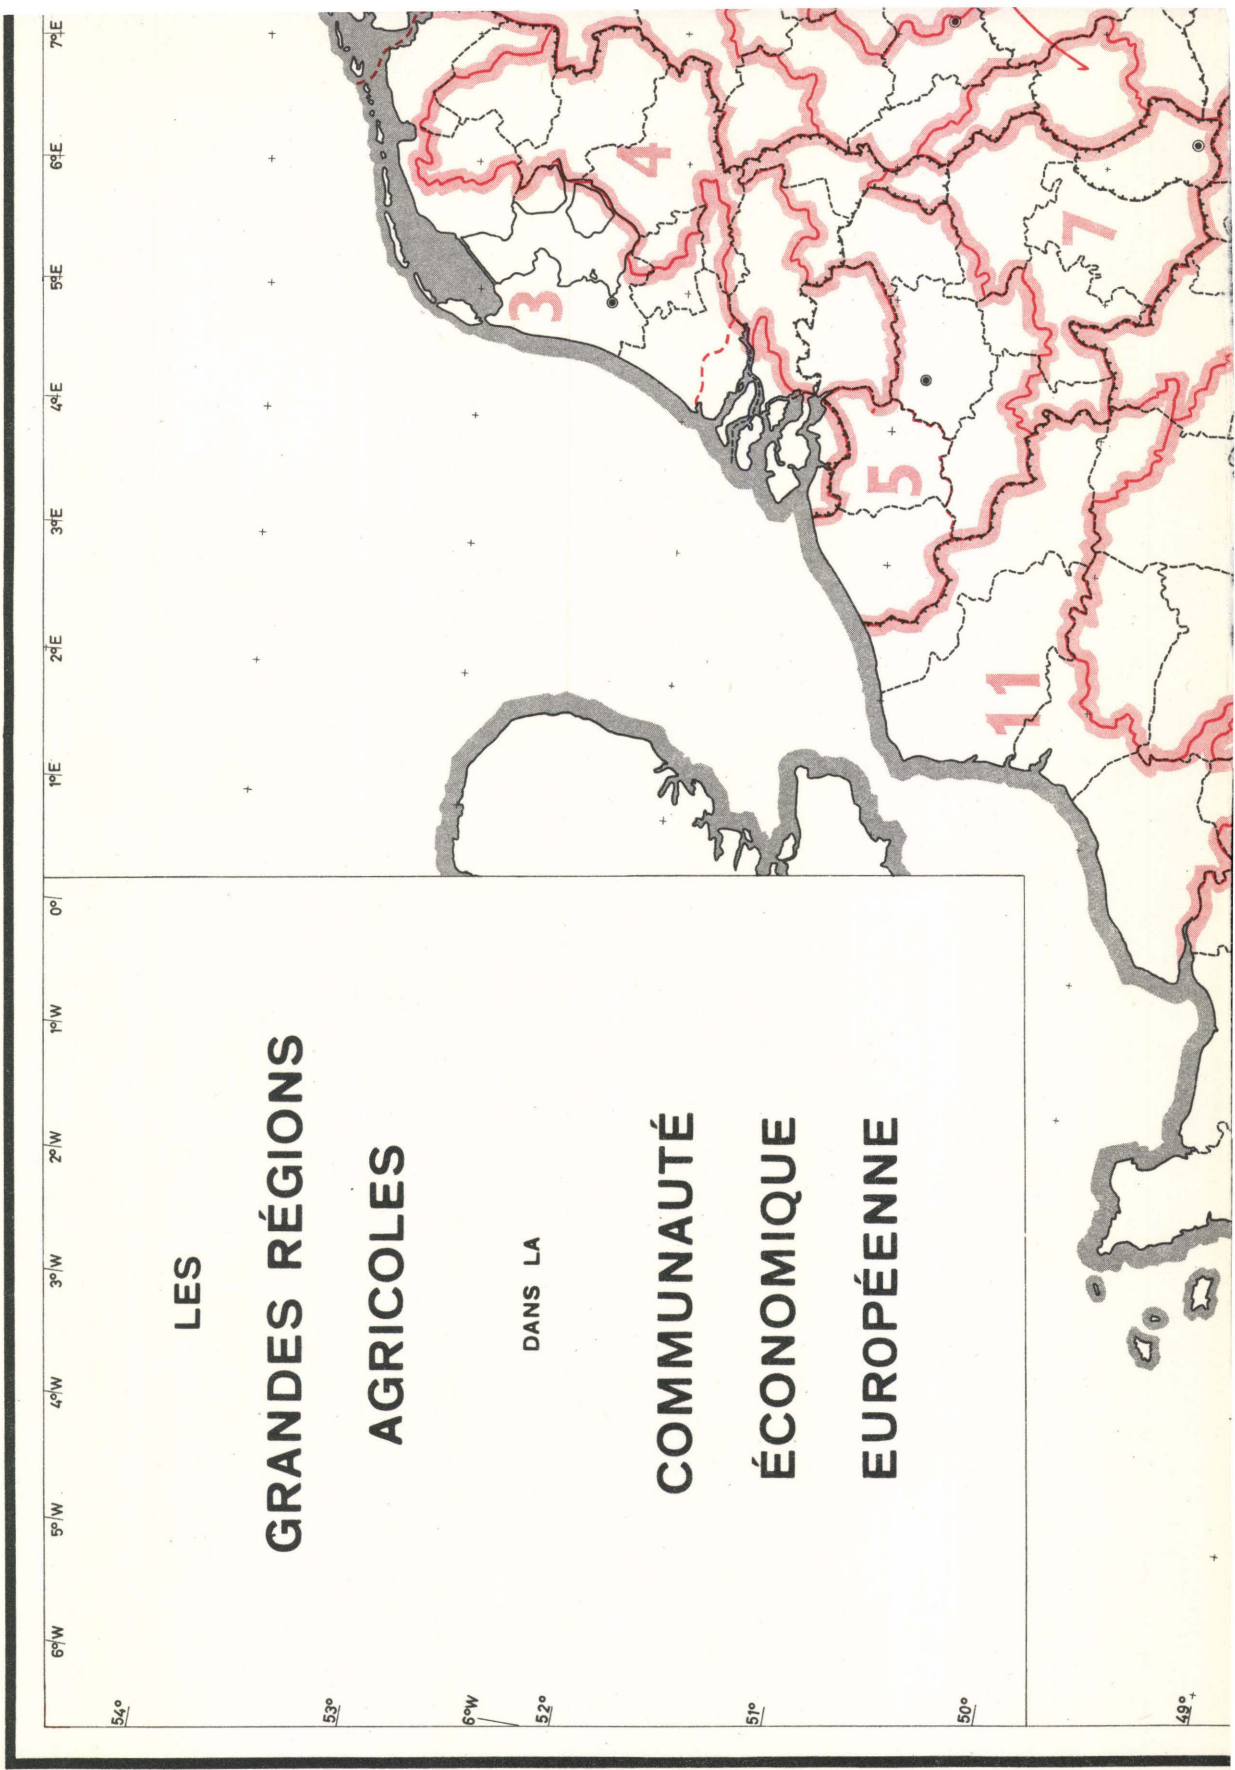 LES
GRANDES RÉGIONS
AGRICOLES
DANS LA
COMMUNAUTÉ
ÉCONOMIQUE
EUROPÉENNE
6°W
5°W
4°W
3°W
2°W
1°W
0°
1°E
2°E
3°E
4°E
5°E
6°E
7°E
54°
53°
6°W
52°
51°
50°
49°
3
4
5
7
11